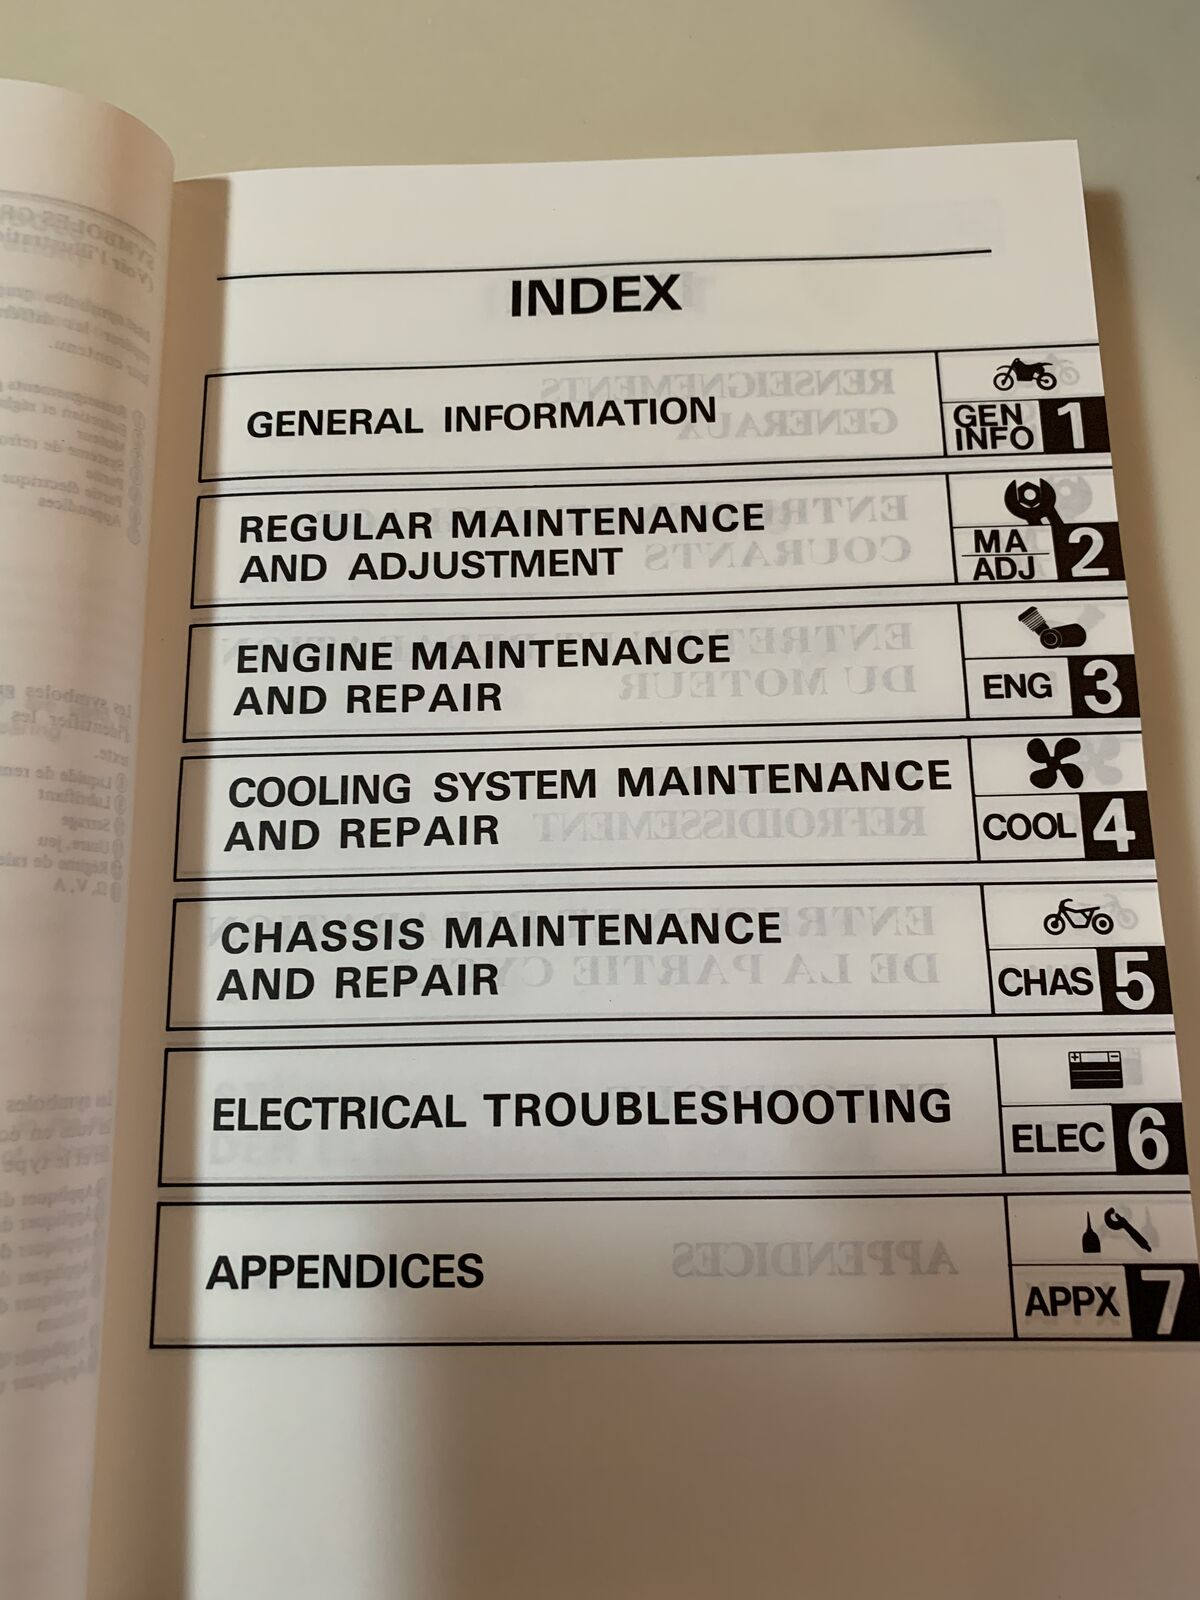 INDEX
GENERAL INFORMATION
GEN
INFO
1
REGULAR MAINTENANCE
AND ADJUSTMENT
MA
ADJ
2
ENGINE MAINTENANCE
AND REPAIR
ENG
3
COOLING SYSTEM MAINTENANCE
AND REPAIR
COOL
4
CHASSIS MAINTENANCE
AND REPAIR
CHAS
5
ELECTRICAL TROUBLESHOOTING
ELEC
6
APPENDICES
APPX
7